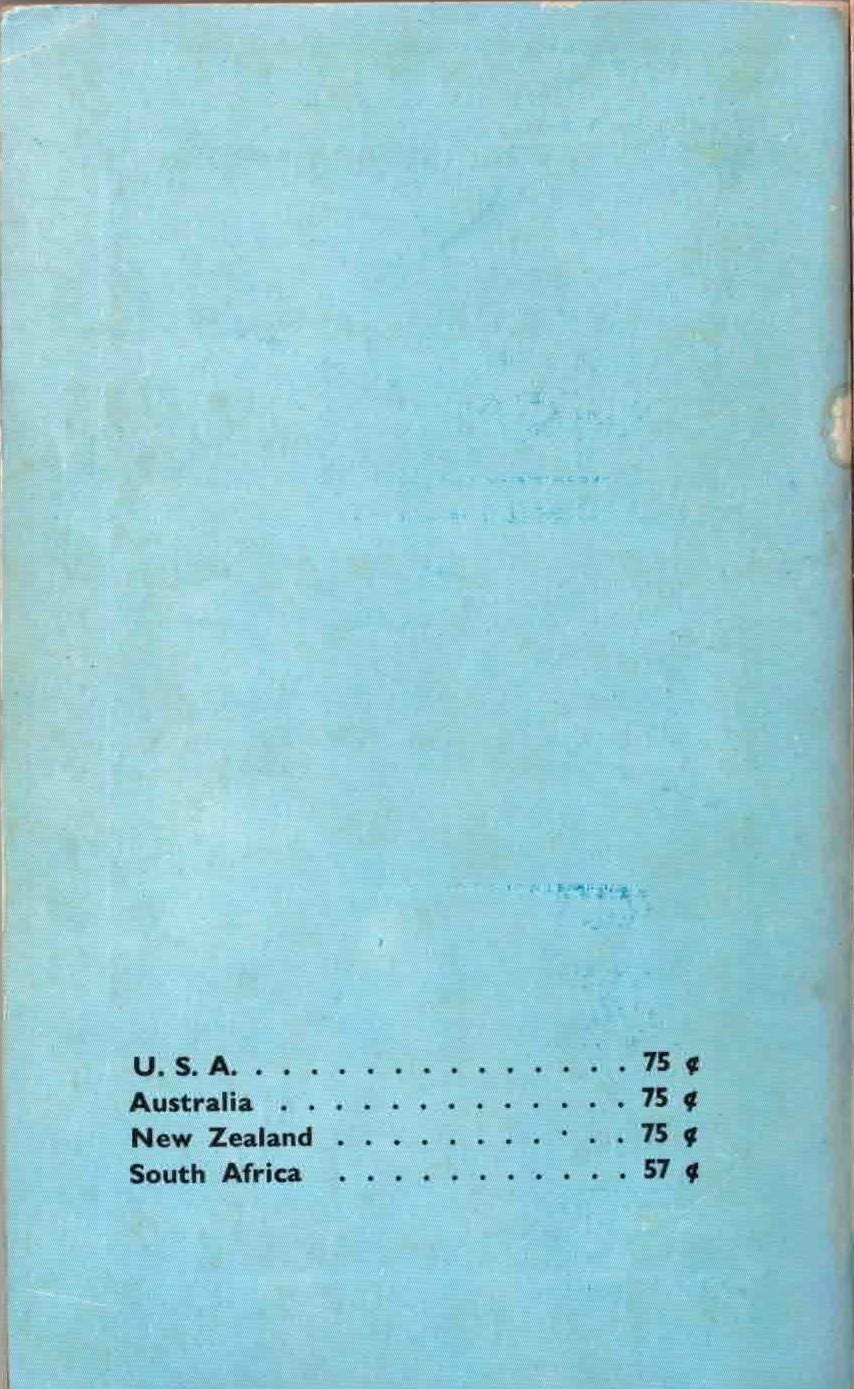 U. S. A. . . . . . . . . . . . . . . . 75 ¢
Australia . . . . . . . . . . . . . 75 ¢
New Zealand . . . . . . . . . . . 75 ¢
South Africa . . . . . . . . . . . 57 ¢